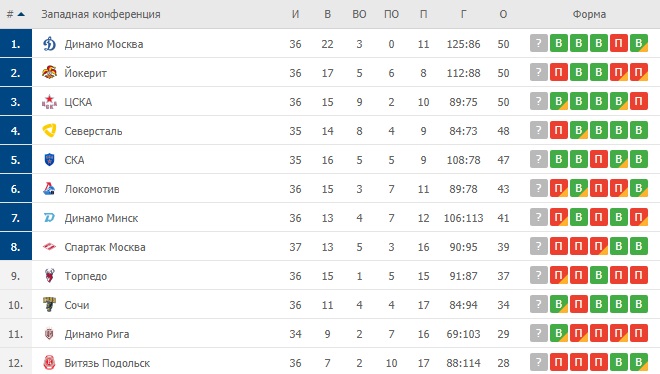 # Западная конференция И В ВО ПО П Г О Форма
1. Динамо Москва 36 22 3 0 11 125:86 50 ? В В В П В
2. Йокерит 36 17 5 6 8 112:88 50 ? П В В П П
3. ЦСКА 36 15 9 2 10 89:75 50 ? В В В В П
4. Северсталь 35 14 8 4 9 84:73 48 ? П В В В В
5. СКА 35 16 5 5 9 108:78 47 ? В В П В В
6. Локомотив 36 15 3 7 11 89:78 43 ? П В П П В
7. Динамо Минск 36 13 4 7 12 106:113 41 ? П В П В П
8. Спартак Москва 37 13 5 3 16 90:95 39 ? П П П В В
9. Торпедо 36 15 1 5 15 91:87 37 ? П П В П П
10. Сочи 36 11 4 4 17 84:94 34 ? В П В В В
11. Динамо Рига 34 9 2 7 16 69:103 29 ? В П П П П
12. Витязь Подольск 36 7 2 10 17 88:114 28 ? П П П В В